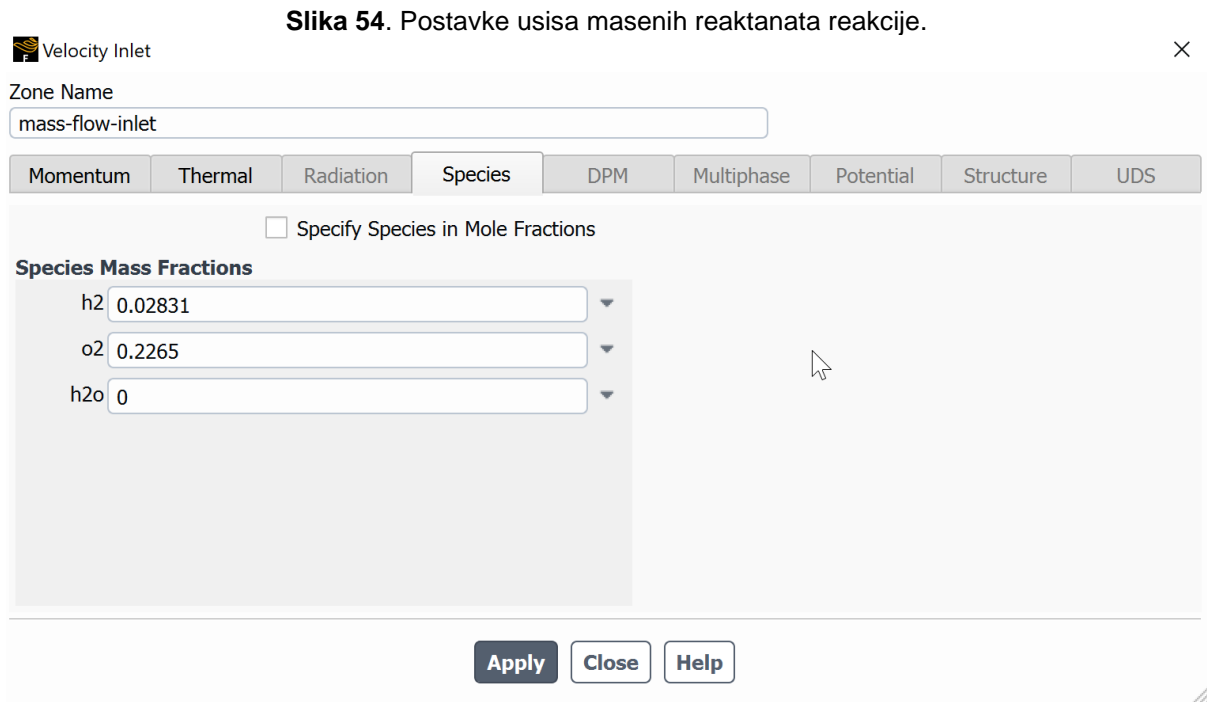 Slika 54. Postavke usisa masenih reaktanata reakcije.
Velocity Inlet
Zone Name
mass-flow-inlet
Momentum Thermal Radiation Species DPM Multiphase Potential Structure UDS
Specify Species in Mole Fractions
Species Mass Fractions
h2 0.02831
o2 0.2265
h2o 0
Apply Close Help